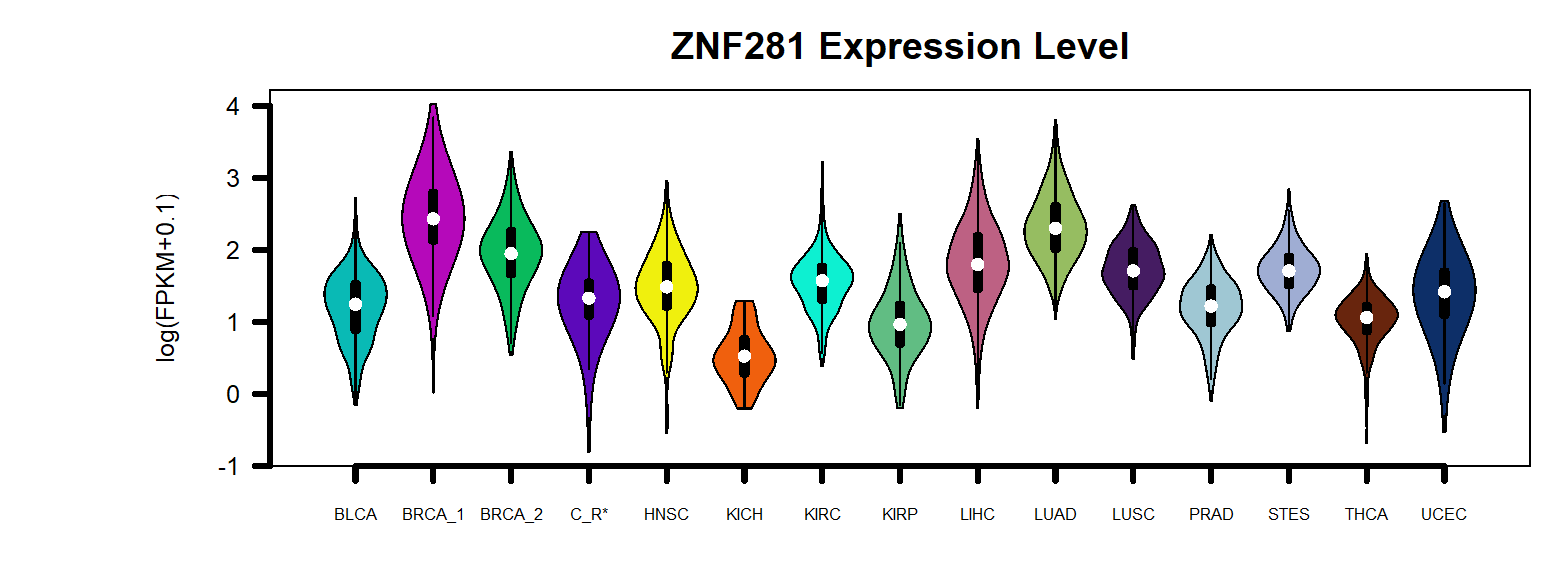 ZNF281 Expression Level
log(FPKM+0.1)
4
3
2
1
0
-1
BLCA BRCA_1 BRCA_2 C_R* HNSC KICH KIRC KIRP LIHC LUAD LUSC PRAD STES THCA UCEC